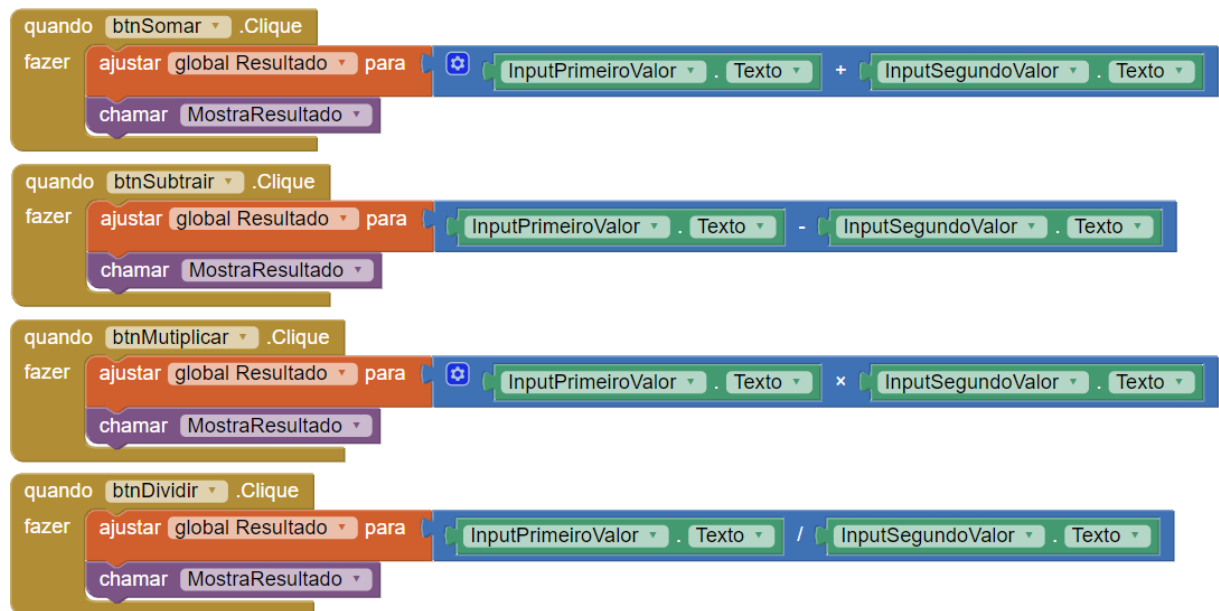 quando btnSomar .Clique
fazer ajustar global Resultado para InputPrimeiroValor . Texto + InputSegundoValor . Texto
chamar MostraResultado
quando btnSubtrair .Clique
fazer ajustar global Resultado para InputPrimeiroValor . Texto - InputSegundoValor . Texto
chamar MostraResultado
quando btnMutiplicar .Clique
fazer ajustar global Resultado para InputPrimeiroValor . Texto × InputSegundoValor . Texto
chamar MostraResultado
quando btnDividir .Clique
fazer ajustar global Resultado para InputPrimeiroValor . Texto / InputSegundoValor . Texto
chamar MostraResultado